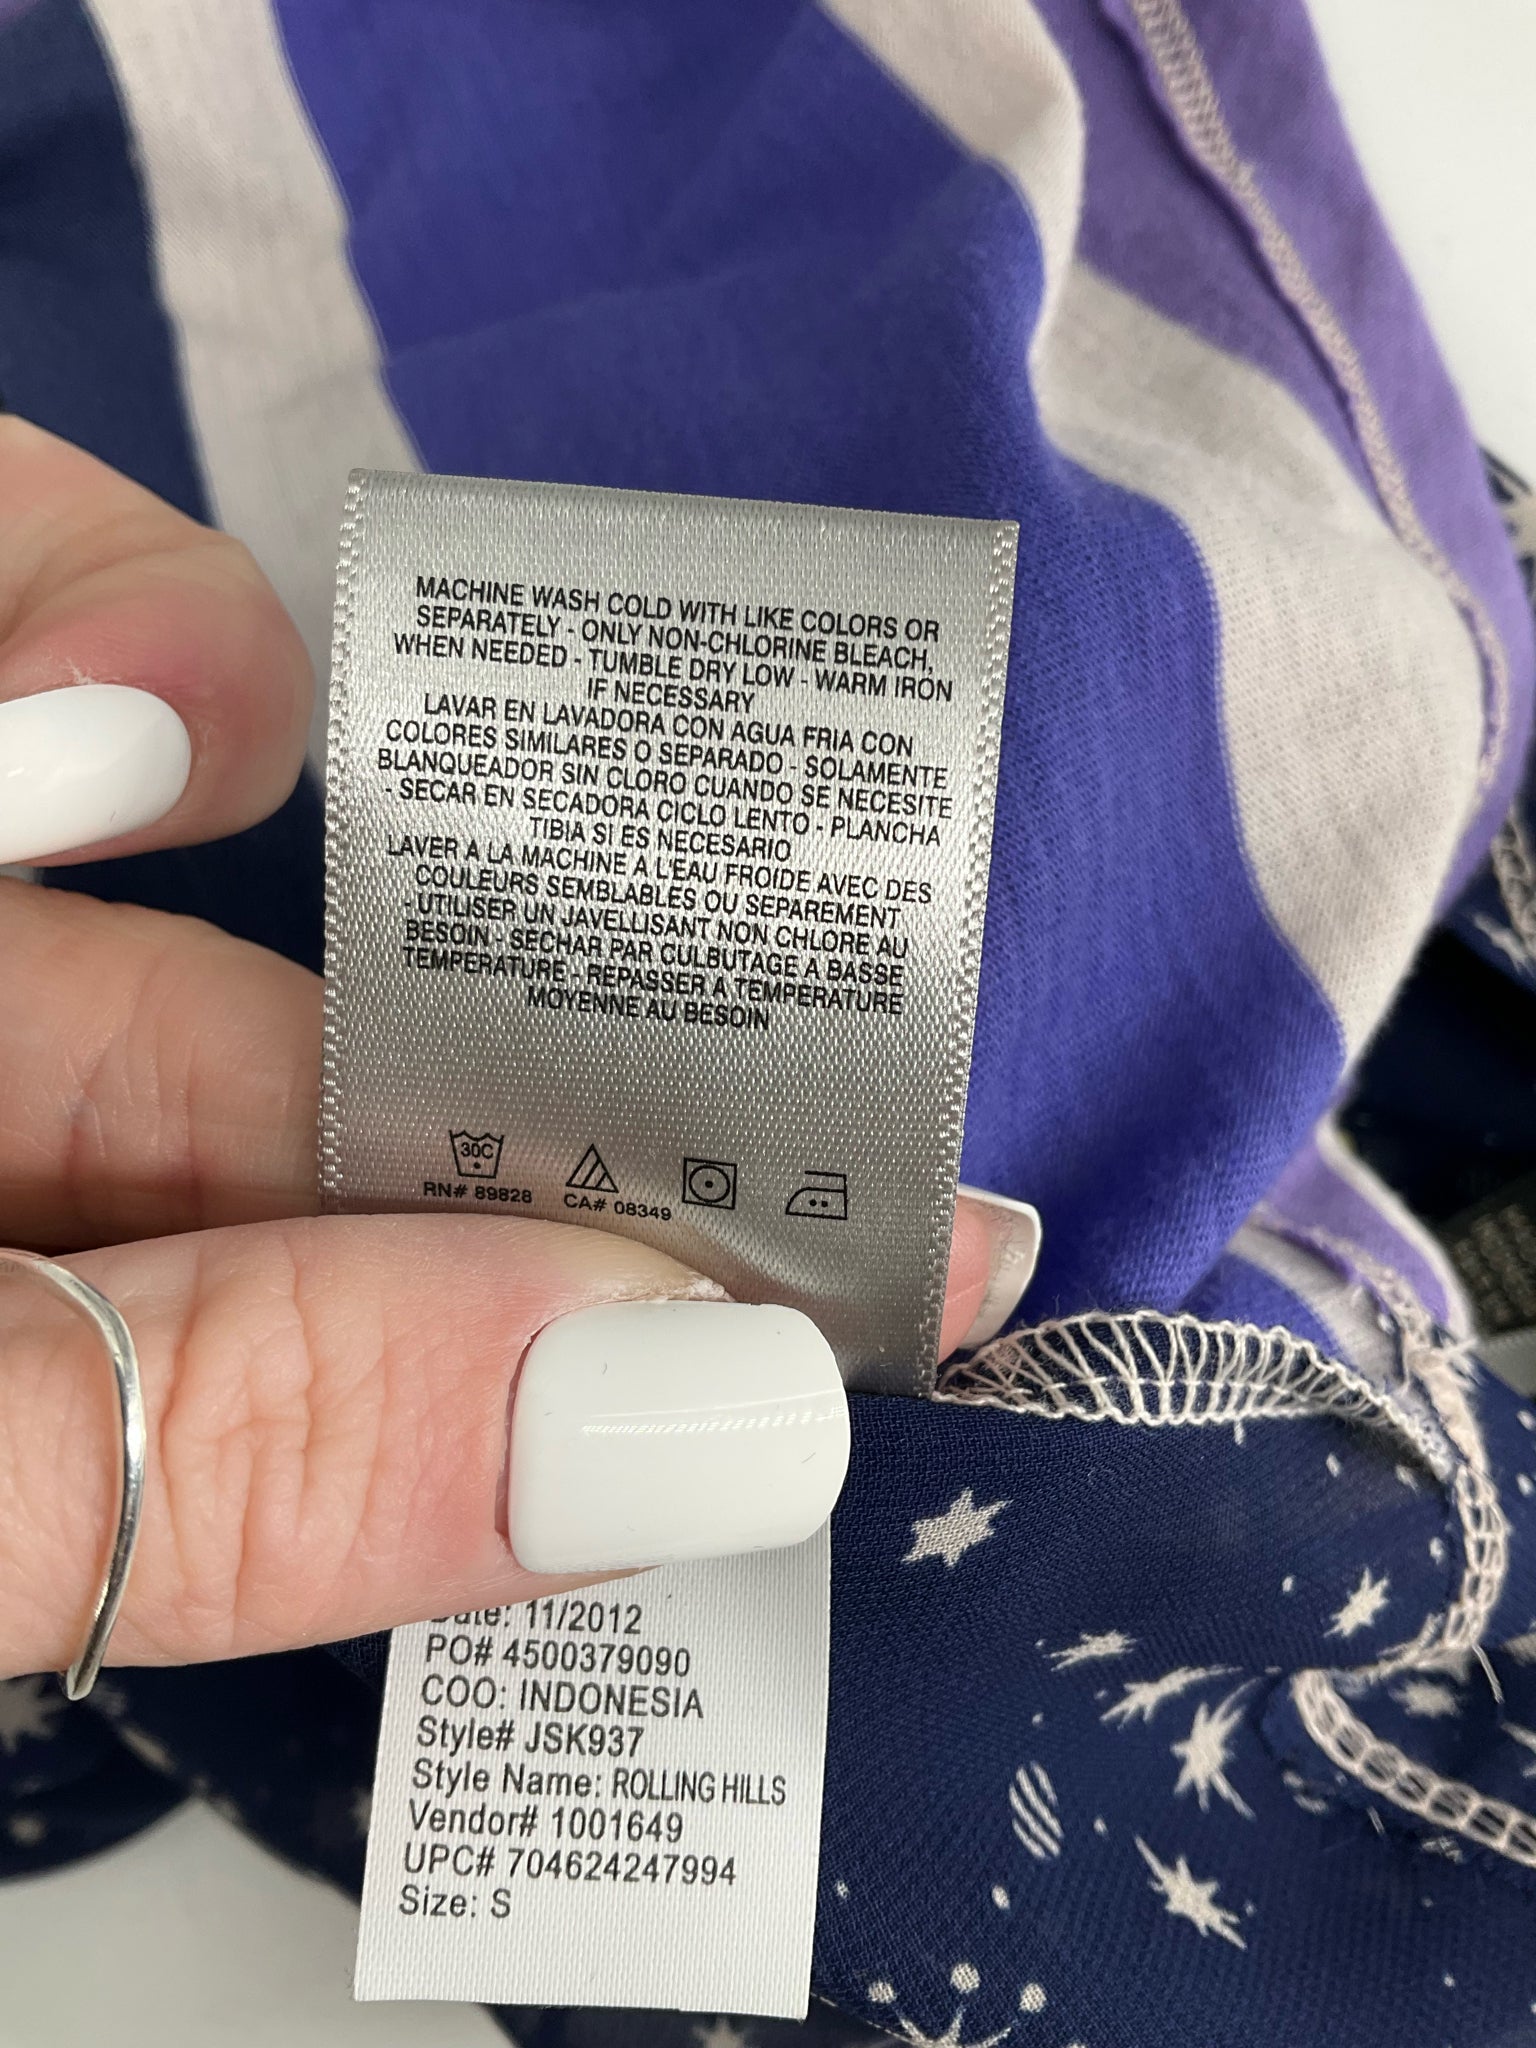 MACHINE WASH COLD WITH LIKE COLORS OR
SEPARATELY - ONLY NON-CHLORINE BLEACH,
WHEN NEEDED - TUMBLE DRY LOW - WARM IRON
IF NECESSARY
LAVAR EN LAVADORA CON AGUA FRIA CON
COLORES SIMILARES O SEPARADO - SOLAMENTE
BLANQUEADOR SIN CLORO CUANDO SE NECESITE
- SECAR EN SECADORA CICLO LENTO - PLANCHA
TIBIA SI ES NECESARIO
LAVER A LA MACHINE A L'EAU FROIDE AVEC DES
COULEURS SEMBLABLES OU SEPAREMENT
- UTILISER UN JAVELLISANT NON CHLORE AU
BESOIN - SECHAR PAR CULBUTAGE A BASSE
TEMPERATURE - REPASSER A TEMPERATURE
MOYENNE AU BESOIN
30C
RN# 89828 CA# 08349
Date: 11/2012
PO# 4500379090
COO: INDONESIA
Style# JSK937
Style Name: ROLLING HILLS
Vendor# 1001649
UPC# 704624247994
Size: S